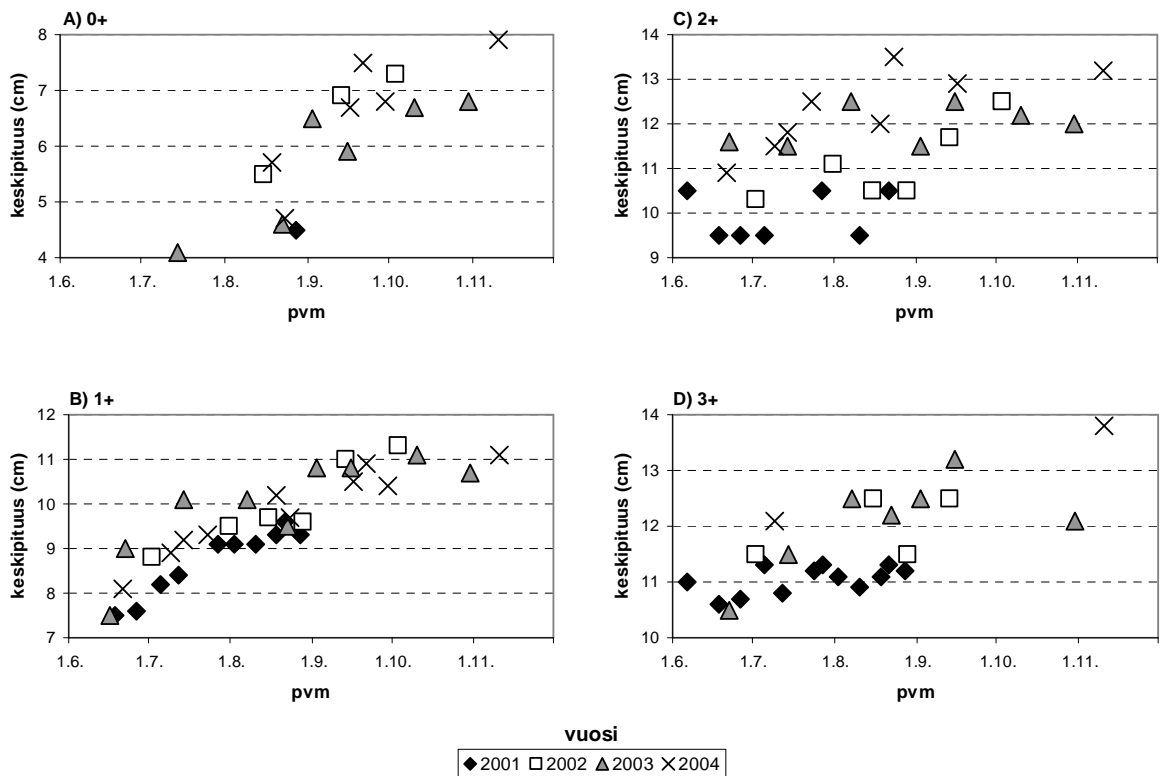 A) 0+
8
7
6
5
4
keskipituus (cm)
1.6. 1.7. 1.8. 1.9. 1.10. 1.11.
pvm
C) 2+
14
13
12
11
10
9
keskipituus (cm)
1.6. 1.7. 1.8. 1.9. 1.10. 1.11.
pvm
B) 1+
12
11
10
9
8
7
keskipituus (cm)
1.6. 1.7. 1.8. 1.9. 1.10. 1.11.
pvm
D) 3+
14
13
12
11
10
keskipituus (cm)
1.6. 1.7. 1.8. 1.9. 1.10. 1.11.
pvm
vuosi
2001 2002 2003 2004